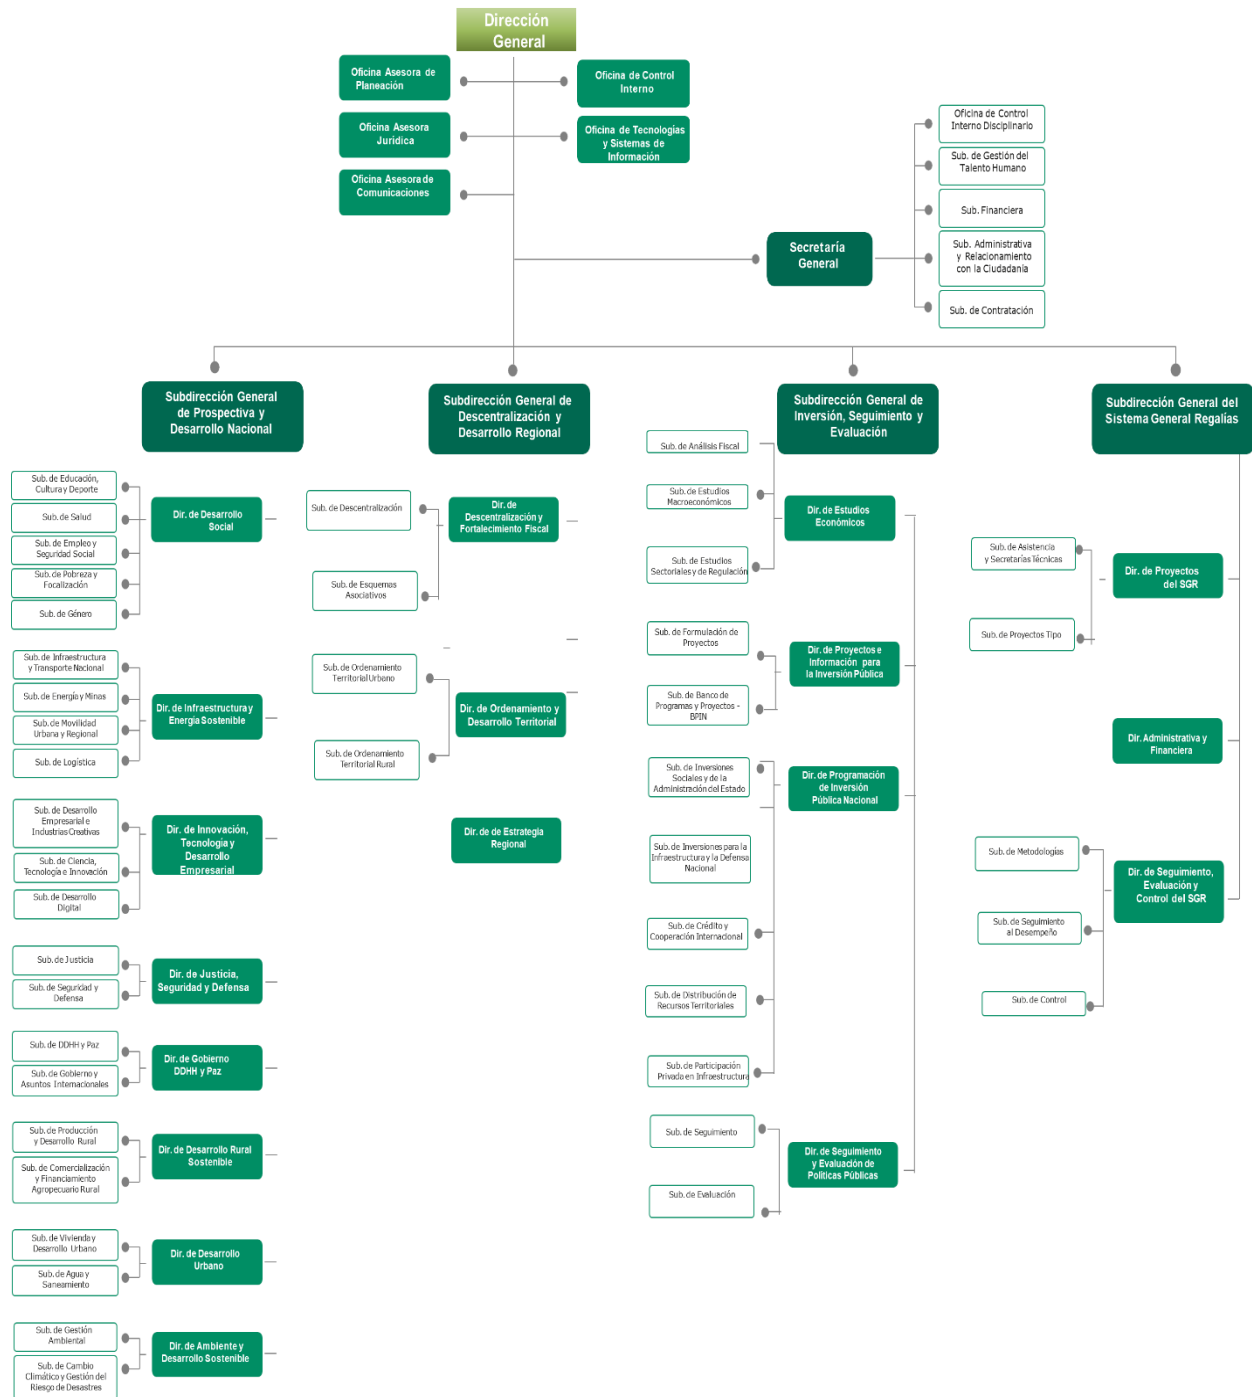 Dirección
General
Oficina Asesora de
Planeación
Oficina de Control
Interno
Oficina Asesora
Jurídica
Oficina de Tecnologías
y Sistemas de
Información
Oficina Asesora de
Comunicaciones
Secretaría
General
Oficina de Control
Interno Disciplinario
Sub. de Gestión del
Talento Humano
Sub. Financiera
Sub. Administrativa
y Relacionamiento
con la Ciudadanía
Sub. de Contratación
Subdirección General
de Prospectiva y
Desarrollo Nacional
Sub. de Educación,
Cultura y Deporte
Sub. de Salud
Sub. de Empleo y
Seguridad Social
Sub. de Pobreza y
Focalización
Sub. de Género
Dir. de Desarrollo
Social
Sub. de Infraestructura
y Transporte Nacional
Sub. de Energía y Minas
Sub. de Movilidad
Urbana y Regional
Sub. de Logística
Dir. de Infraestructura y
Energía Sostenible
Sub. de Desarrollo
Empresarial e
Industrias Creativas
Sub. de Ciencia,
Tecnología e Innovación
Sub. de Desarrollo
Digital
Dir. de Innovación,
Tecnología y
Desarrollo
Empresarial
Sub. de Justicia
Sub. de Seguridad y
Defensa
Dir. de Justicia,
Seguridad y Defensa
Sub. de DDHH y Paz
Sub. de Gobierno y
Asuntos Internacionales
Dir. de Gobierno
DDHH y Paz
Sub. de Producción
y Desarrollo Rural
Sub. de Comercialización
y Financiamiento
Agropecuario Rural
Dir. de Desarrollo Rural
Sostenible
Sub. de Vivienda y
Desarrollo Urbano
Sub. de Agua y
Saneamiento
Dir. de Desarrollo
Urbano
Sub. de Gestión
Ambiental
Sub. de Cambio
Climático y Gestión del
Riesgo de Desastres
Dir. de Ambiente y
Desarrollo Sostenible
Subdirección General de
Descentralización y
Desarrollo Regional
Sub. de Descentralización
Sub. de Esquemas
Asociativos
Dir. de
Descentralización y
Fortalecimiento Fiscal
Sub. de Ordenamiento
Territorial Urbano
Sub. de Ordenamiento
Territorial Rural
Dir. de Ordenamiento y
Desarrollo Territorial
Dir. de de Estrategia
Regional
Subdirección General de
Inversión, Seguimiento y
Evaluación
Sub. de Análisis Fiscal
Sub. de Estudios
Macroeconómicos
Sub. de Estudios
Sectoriales y de Regulación
Dir. de Estudios
Económicos
Sub. de Formulación de
Proyectos
Sub. de Banco de
Programas y Proyectos -
BPIN
Dir. de Proyectos e
Información para
la Inversión Pública
Sub. de Inversiones
Sociales y de la
Administración del Estado
Sub. de Inversiones para la
Infraestructura y la Defensa
Nacional
Sub. de Crédito y
Cooperación Internacional
Sub. de Distribución de
Recursos Territoriales
Sub. de Participación
Privada en Infraestructura
Dir. de Programación
de Inversión
Pública Nacional
Sub. de Seguimiento
Sub. de Evaluación
Dir. de Seguimiento
y Evaluación de
Políticas Públicas
Subdirección General del
Sistema General Regalías
Sub. de Asistencia
y Secretarías Técnicas
Sub. de Proyectos Tipo
Dir. de Proyectos
del SGR
Dir. Administrativa y
Financiera
Sub. de Metodologías
Sub. de Seguimiento
al Desempeño
Sub. de Control
Dir. de Seguimiento,
Evaluación y
Control del SGR